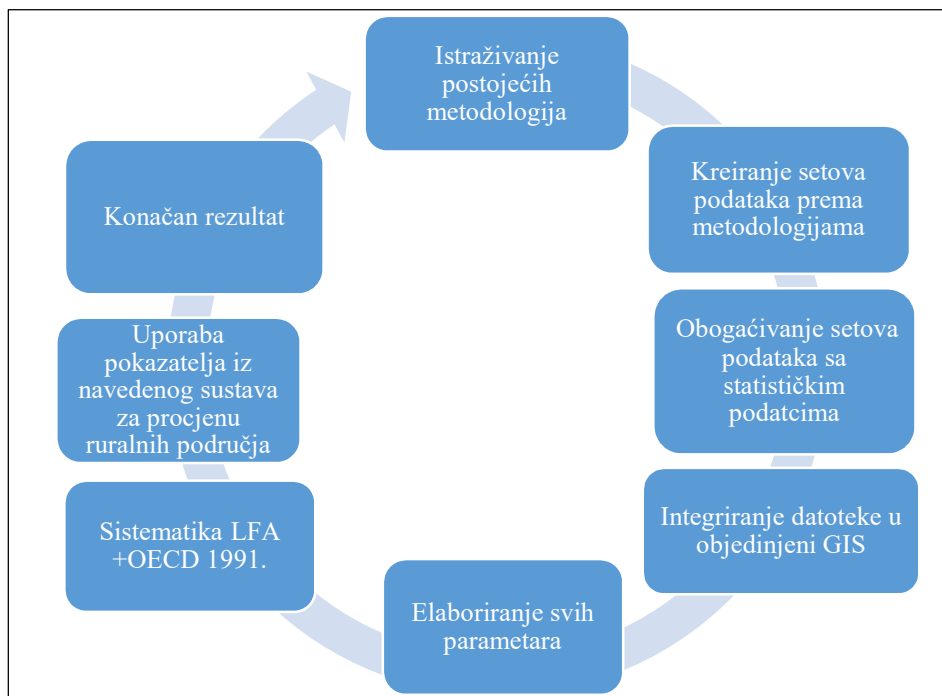 Istraživanje
postojećih
metodologija
Kreiranje setova
podataka prema
metodologijama
Obogaćivanje setova
podataka sa
statističkim
podatcima
Integriranje datoteke u
objedinjeni GIS
Elaboriranje svih
parametara
Sistematika LFA
+OECD 1991.
Uporaba
pokazatelja iz
navedenog sustava
za procjenu
ruralnih područja
Konačan rezultat